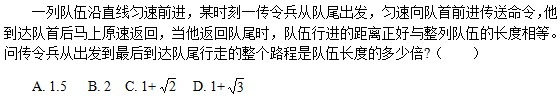 一列队伍沿直线匀速前进，某时刻一传令兵从队尾出发，匀速向队首前进传送命令，他
到达队首后马上原速返回，当他返回队尾时，队伍行进的距离正好与整列队伍的长度相等。
问传令兵从出发到最后到达队尾行走的整个路程是队伍长度的多少倍?（　　）
A. 1.5　B. 2　C. 1+√2　D. 1+√3